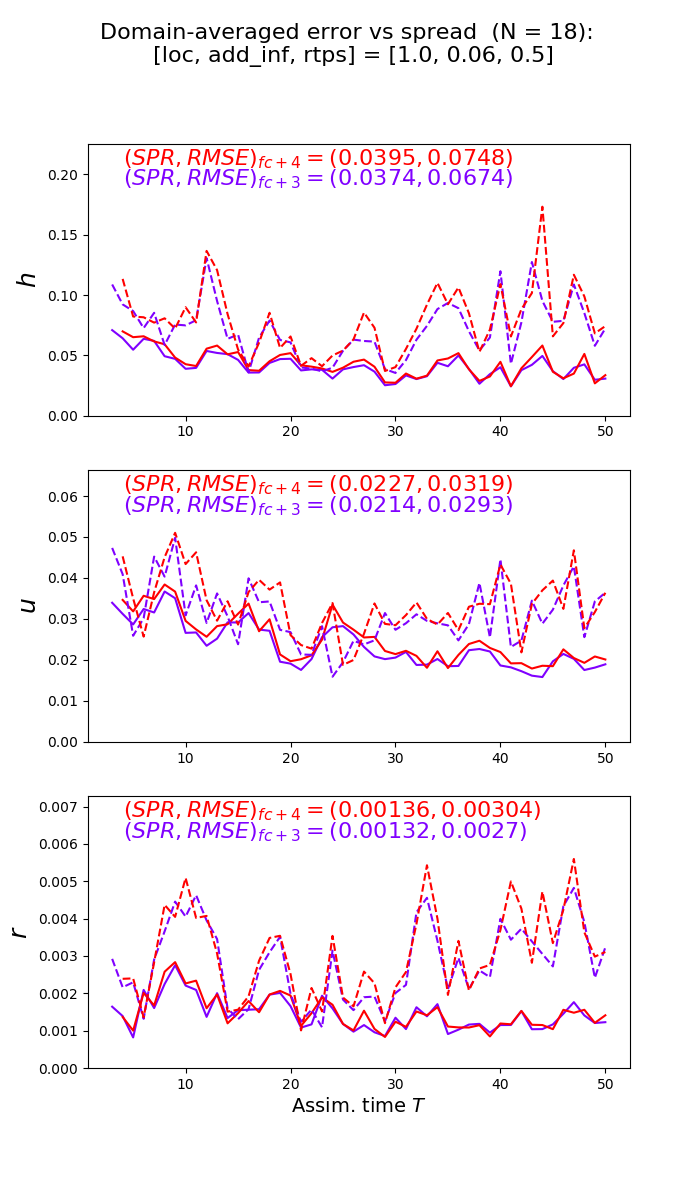 Domain-averaged error vs spread (N = 18):
[loc, add_inf, rtps] = [1.0, 0.06, 0.5]
(SPR, RMSE)fc+4 = (0.0395, 0.0748)
(SPR, RMSE)fc+3 = (0.0374, 0.0674)
0.20
0.15
0.10
0.05
0.00
h
10 20 30 40 50
(SPR, RMSE)fc+4 = (0.0227, 0.0319)
(SPR, RMSE)fc+3 = (0.0214, 0.0293)
0.06
0.05
0.04
0.03
0.02
0.01
0.00
u
10 20 30 40 50
(SPR, RMSE)fc+4 = (0.00136, 0.00304)
(SPR, RMSE)fc+3 = (0.00132, 0.0027)
0.007
0.006
0.005
0.004
0.003
0.002
0.001
0.000
r
10 20 30 40 50
Assim. time T